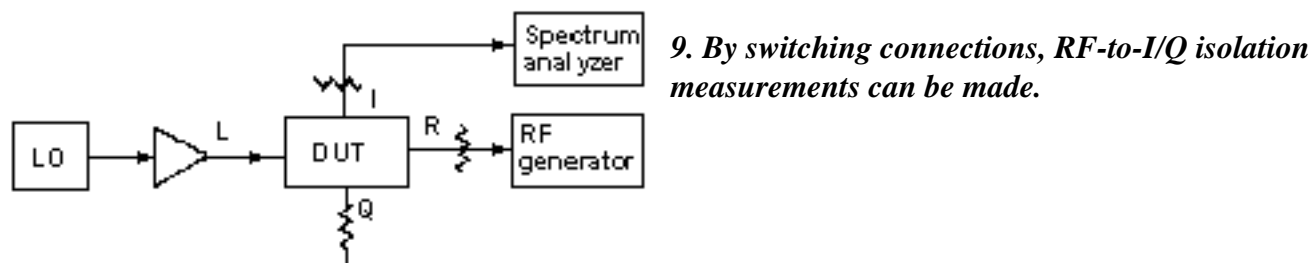 Spectrum
analyzer
9. By switching connections, RF-to-I/Q isolation
measurements can be made.
I
L
R
LO
DUT
RF
generator
Q